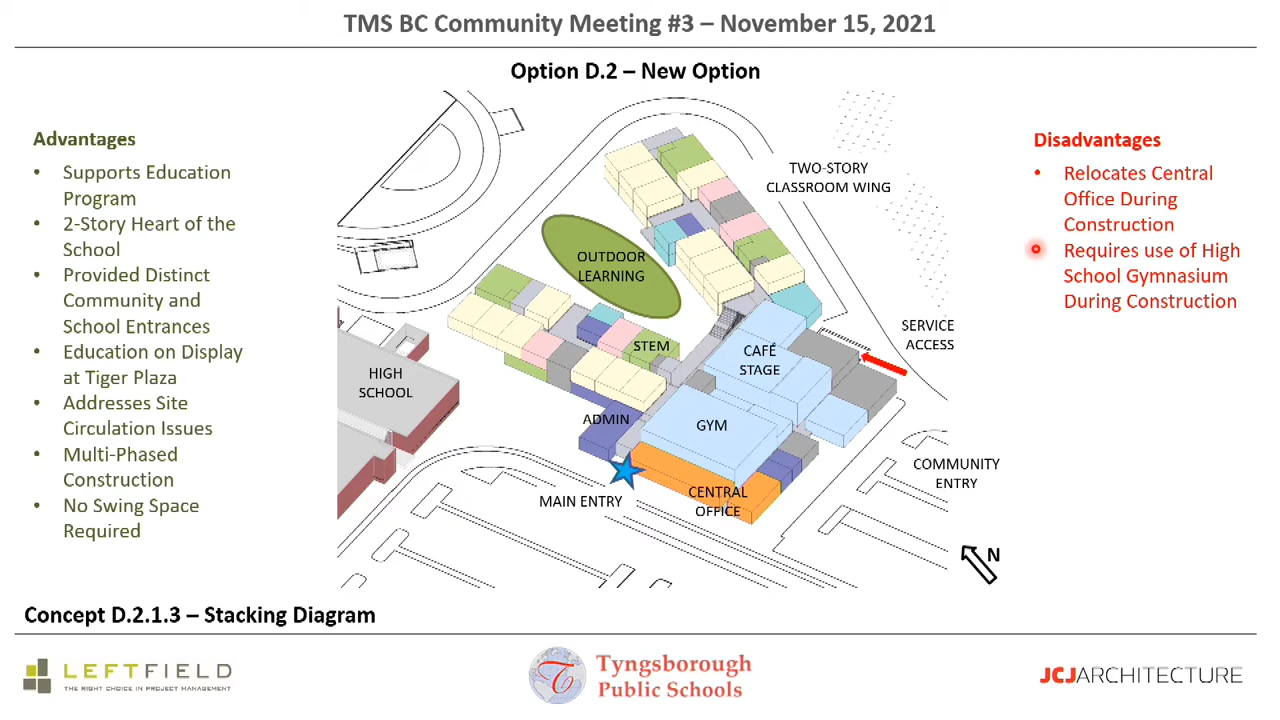 TMS BC Community Meeting #3 – November 15, 2021
Option D.2 – New Option
Advantages
• Supports Education
Program
• 2-Story Heart of the
School
• Provided Distinct
Community and
School Entrances
• Education on Display
at Tiger Plaza
• Addresses Site
Circulation Issues
• Multi-Phased
Construction
• No Swing Space
Required
TWO-STORY
CLASSROOM WING
OUTDOOR
LEARNING
STEM
CAFÉ
STAGE
SERVICE
ACCESS
HIGH
SCHOOL
ADMIN
GYM
COMMUNITY
ENTRY
MAIN ENTRY
CENTRAL
OFFICE
N
Disadvantages
• Relocates Central
Office During
Construction
• Requires use of High
School Gymnasium
During Construction
Concept D.2.1.3 – Stacking Diagram
LEFTFIELD
THE RIGHT CHOICE IN PROJECT MANAGEMENT
T
Tyngsborough
Public Schools
JCJARCHITECTURE